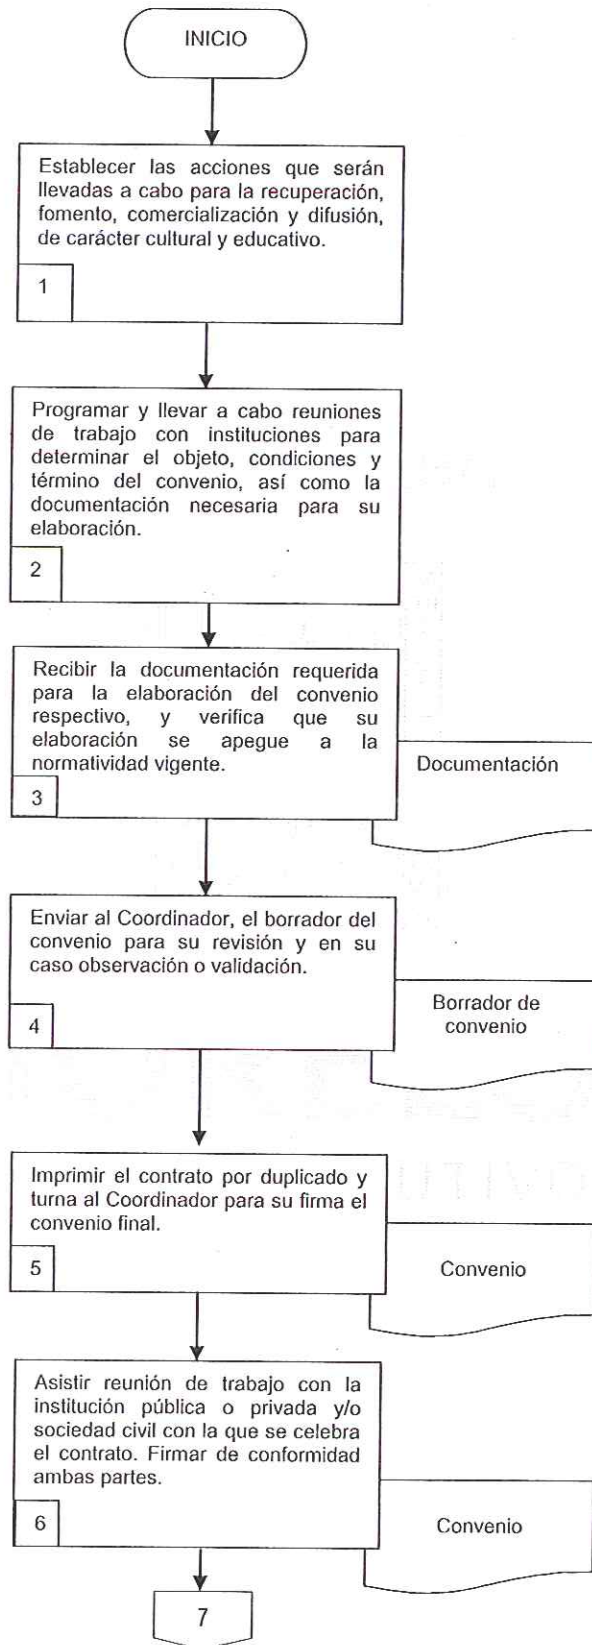 INICIO
Establecer las acciones que serán
llevadas a cabo para la recuperación,
fomento, comercialización y difusión,
de carácter cultural y educativo.
1
Programar y llevar a cabo reuniones
de trabajo con instituciones para
determinar el objeto, condiciones y
término del convenio, así como la
documentación necesaria para su
elaboración.
2
Recibir la documentación requerida
para la elaboración del convenio
respectivo, y verifica que su
elaboración se apegue a la
normatividad vigente.
3
Documentación
Enviar al Coordinador, el borrador del
convenio para su revisión y en su
caso observación o validación.
4
Borrador de
convenio
Imprimir el contrato por duplicado y
turna al Coordinador para su firma el
convenio final.
5
Convenio
Asistir reunión de trabajo con la
institución pública o privada y/o
sociedad civil con la que se celebra
el contrato. Firmar de conformidad
ambas partes.
6
Convenio
7